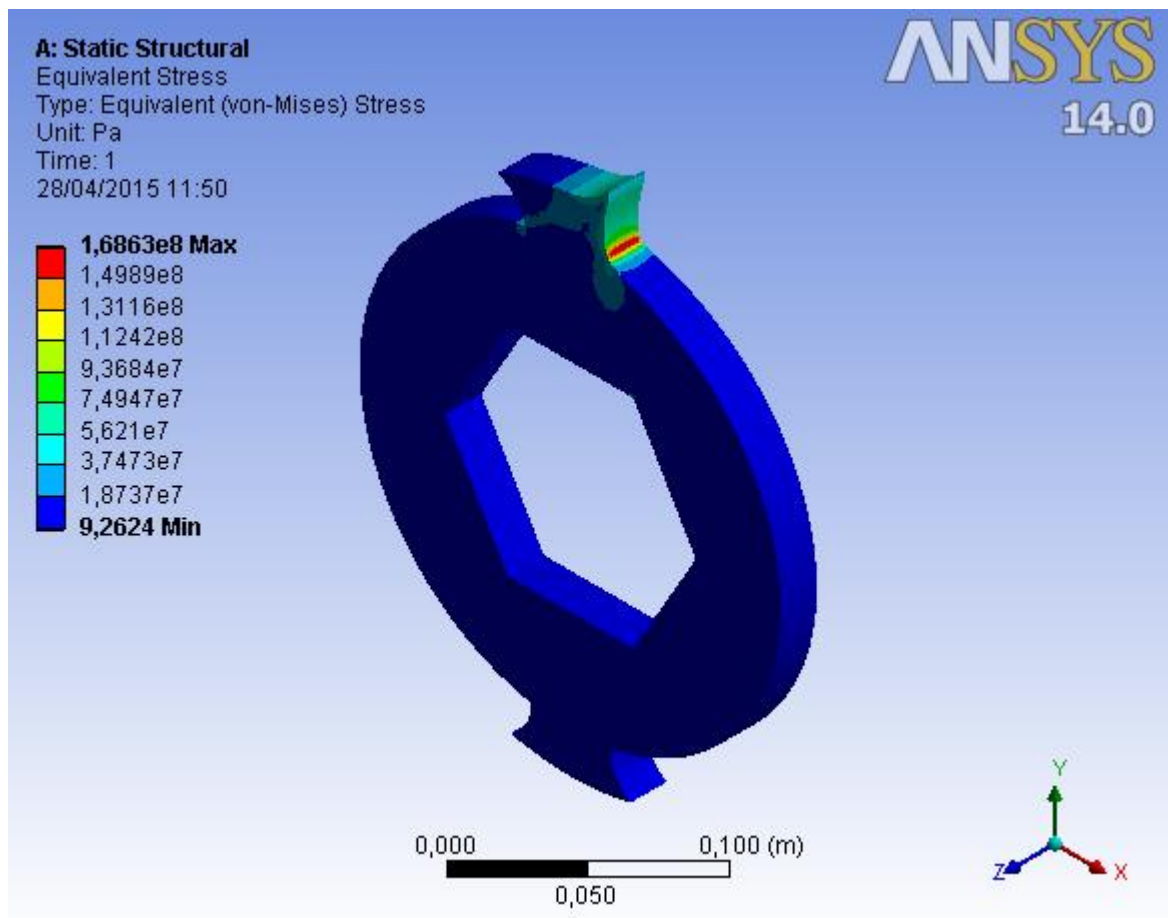 A: Static Structural
Equivalent Stress
Type: Equivalent (von-Mises) Stress
Unit: Pa
Time: 1
28/04/2015 11:50
ANSYS
14.0
1,6863e8 Max
1,4989e8
1,3116e8
1,1242e8
9,3684e7
7,4947e7
5,621e7
3,7473e7
1,8737e7
9,2624 Min
0,000
0,100 (m)
0,050
Y
Z
X